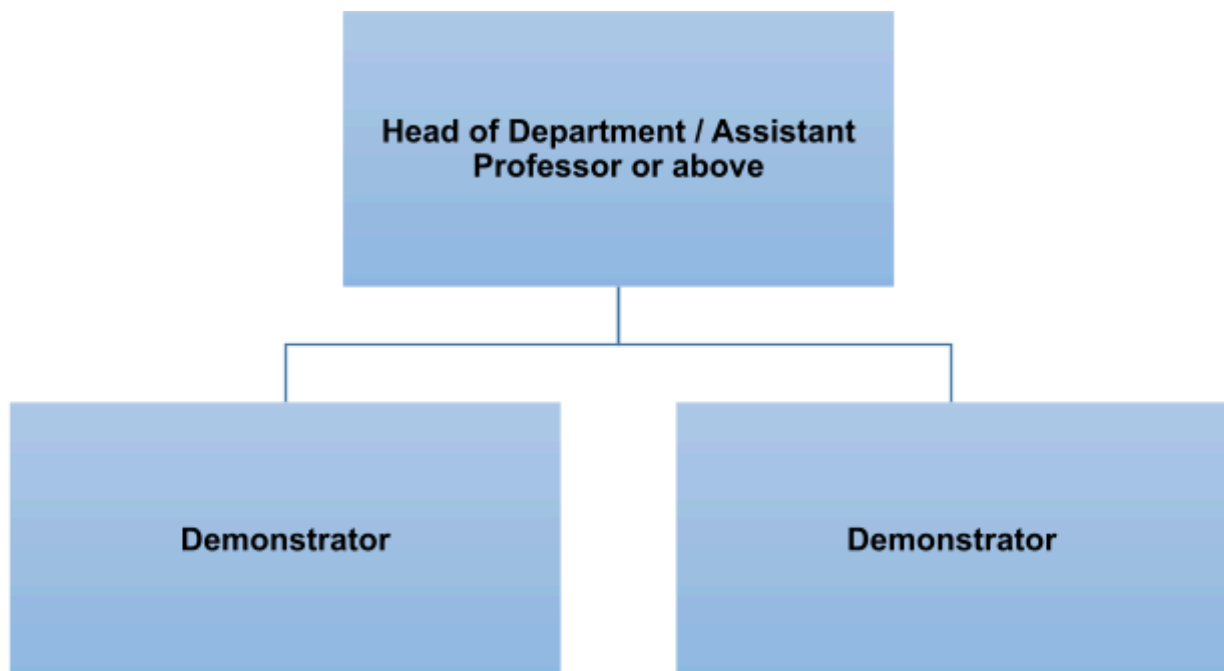 Head of Department / Assistant
Professor or above
Demonstrator
Demonstrator